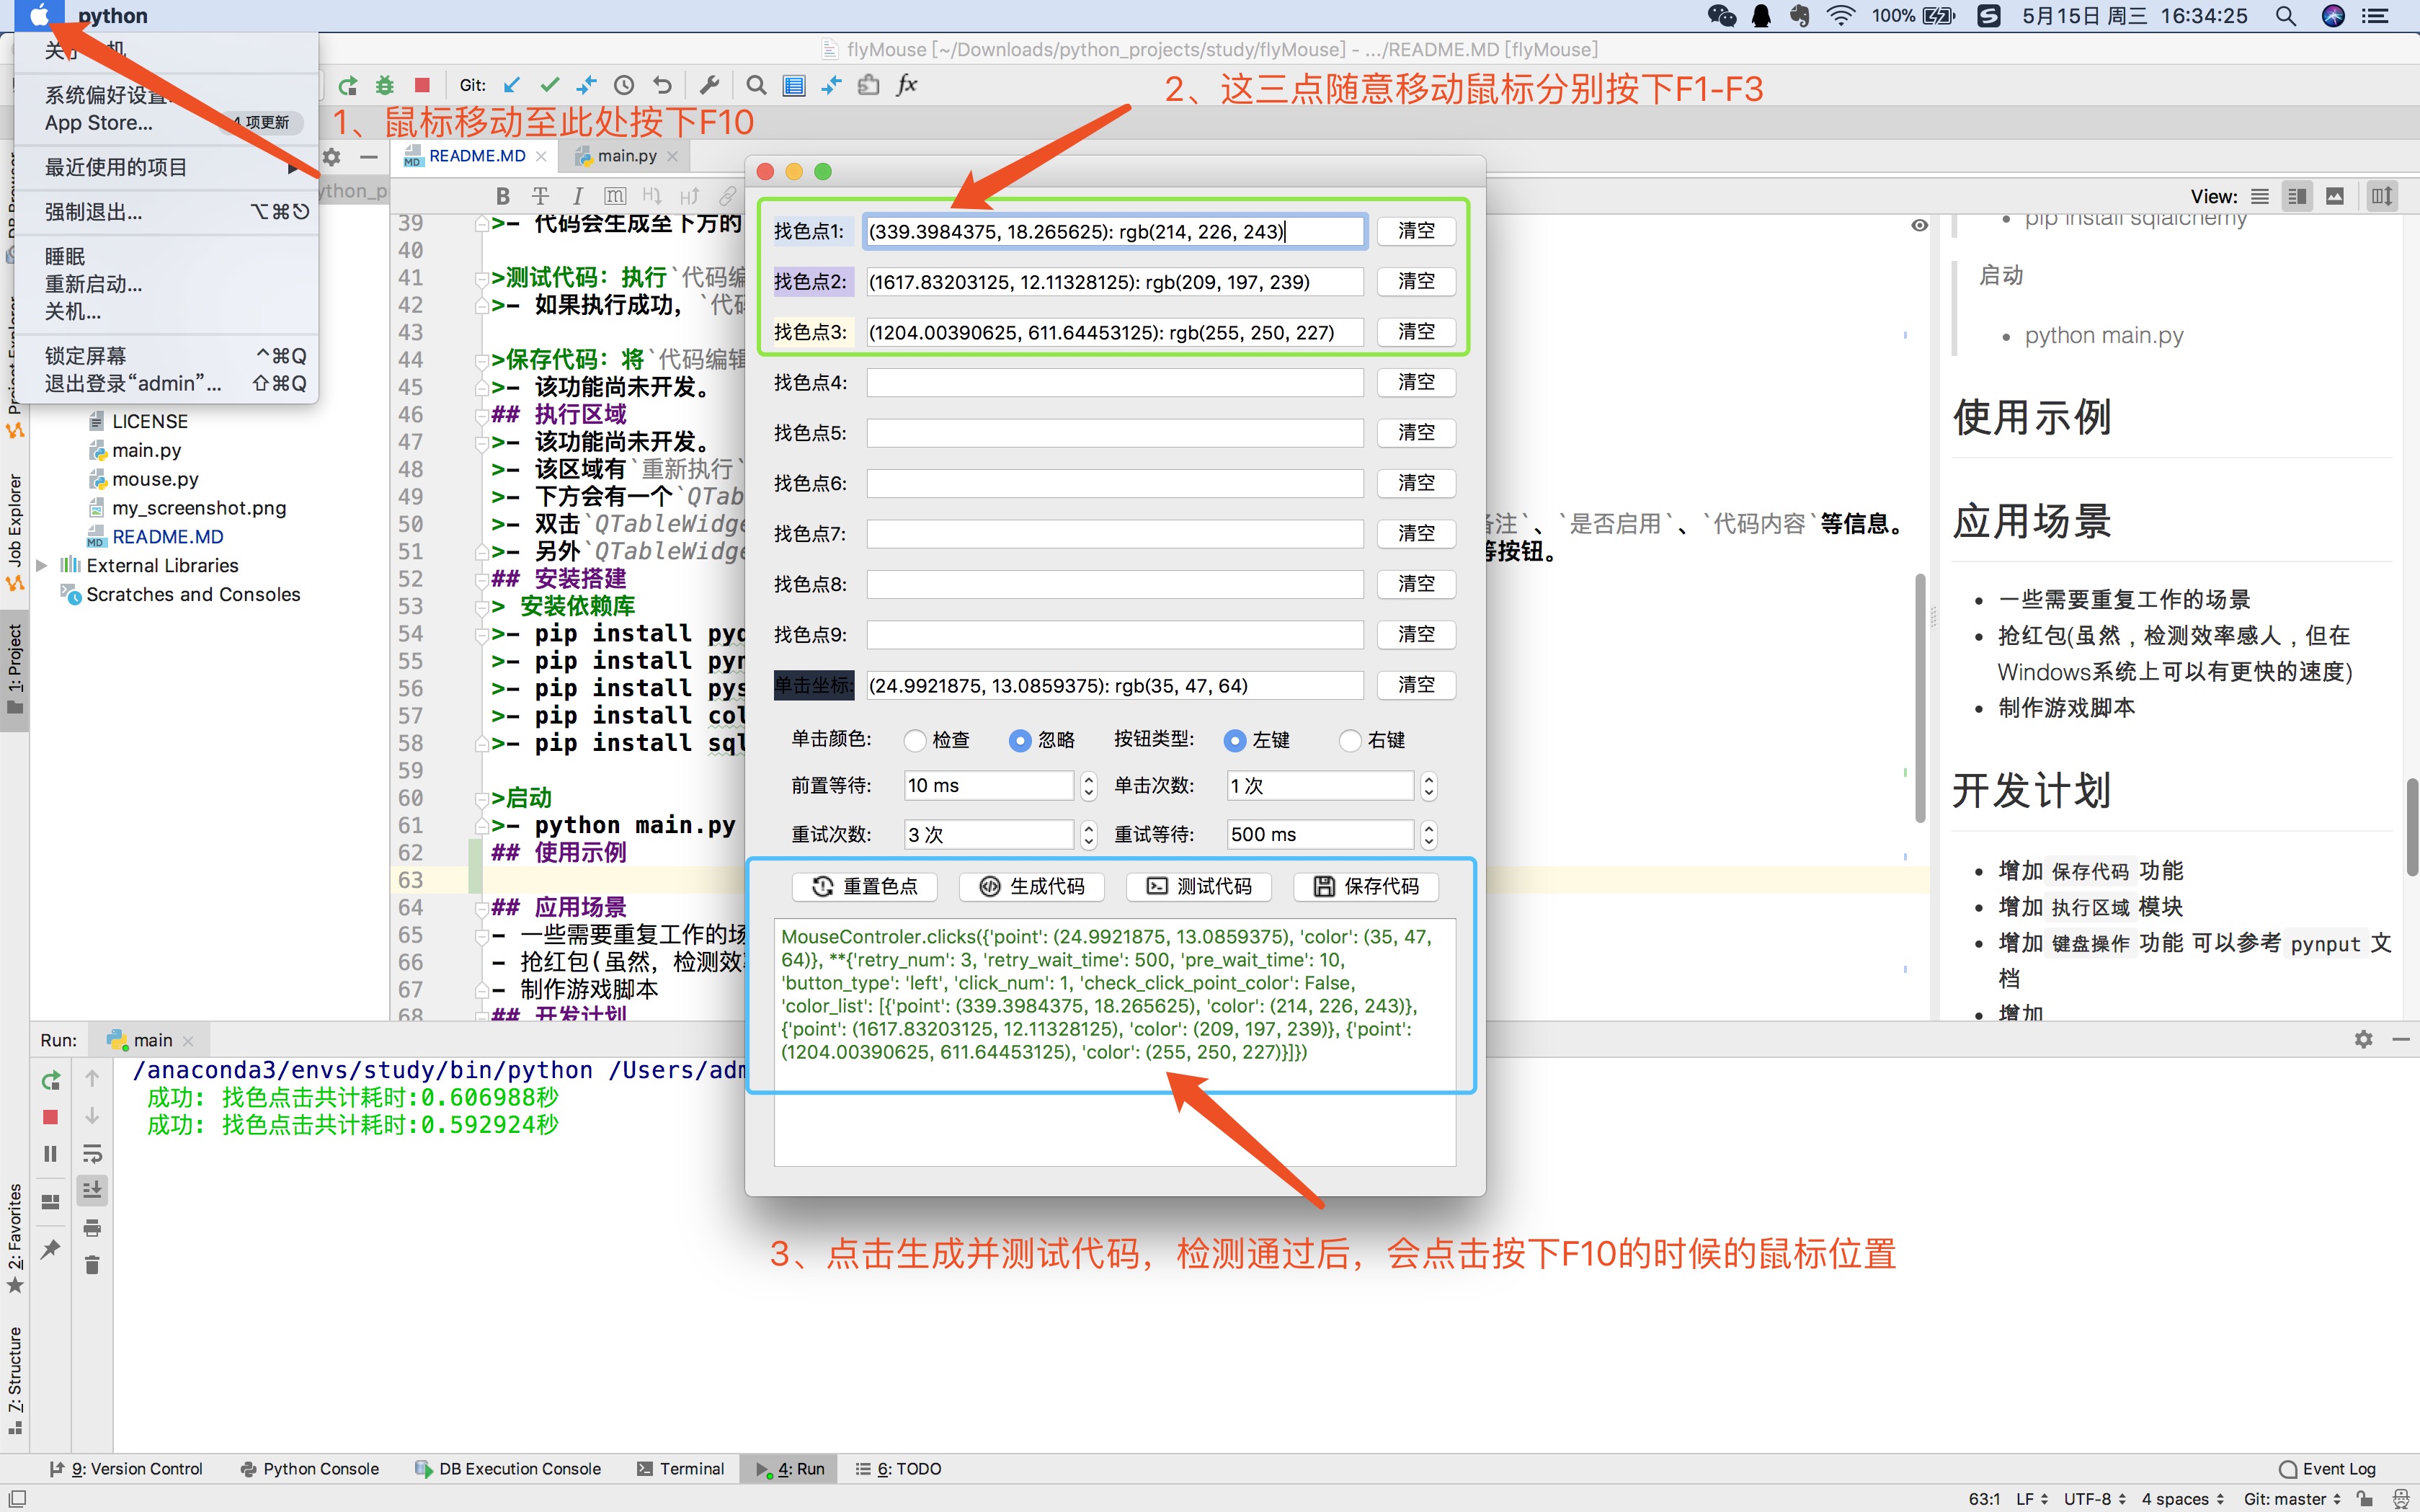 python
100%
5月15日 周三 16:34:25
flyMouse [~/Downloads/python_projects/study/flyMouse] - .../README.MD [flyMouse]
系统偏好设置
App Store...
4 项更新
最近使用的项目
强制退出... ⌥⌘⎋
睡眠
重新启动...
关机...
锁定屏幕 ^⌘Q
退出登录“admin”... ⇧⌘Q
Git:
1、鼠标移动至此处按下F10
2、这三点随意移动鼠标分别按下F1-F3
README.MD
main.py
ython_p
View:
LICENSE
main.py
mouse.py
my_screenshot.png
README.MD
External Libraries
Scratches and Consoles
Job Explorer
1: Project
2: Favorites
7: Structure
39 >- 代码会生成至下方的
40
41 >测试代码：执行`代码编
42 >- 如果执行成功，`代码
43
44 >保存代码：将`代码编辑
45 >- 该功能尚未开发。
46 ## 执行区域
47 >- 该功能尚未开发。
48 >- 该区域有`重新执行`
49 >- 下方会有一个`QTab
50 >- 双击`QTableWidge
备注`、`是否启用`、`代码内容`等信息。
51 >- 另外`QTableWidge
等按钮。
52 ## 安装搭建
53 > 安装依赖库
54 >- pip install pyq
55 >- pip install pyn
56 >- pip install pys
57 >- pip install col
58 >- pip install sql
59
60 >启动
61 >- python main.py
62 ## 使用示例
63
64 ## 应用场景
65 - 一些需要重复工作的场
66 - 抢红包(虽然，检测效率
67 - 制作游戏脚本
68 ## 开发计划
找色点1: (339.3984375, 18.265625): rgb(214, 226, 243) 清空
找色点2: (1617.83203125, 12.11328125): rgb(209, 197, 239) 清空
找色点3: (1204.00390625, 611.64453125): rgb(255, 250, 227) 清空
找色点4: 清空
找色点5: 清空
找色点6: 清空
找色点7: 清空
找色点8: 清空
找色点9: 清空
单击坐标: (24.9921875, 13.0859375): rgb(35, 47, 64) 清空
单击颜色: 检查 忽略 按钮类型: 左键 右键
前置等待: 10 ms 单击次数: 1 次
重试次数: 3 次 重试等待: 500 ms
重置色点 生成代码 测试代码 保存代码
MouseControler.clicks({'point': (24.9921875, 13.0859375), 'color': (35, 47,
64)}, **{'retry_num': 3, 'retry_wait_time': 500, 'pre_wait_time': 10,
'button_type': 'left', 'click_num': 1, 'check_click_point_color': False,
'color_list': [{'point': (339.3984375, 18.265625), 'color': (214, 226, 243)},
{'point': (1617.83203125, 12.11328125), 'color': (209, 197, 239)}, {'point':
(1204.00390625, 611.64453125), 'color': (255, 250, 227)}]})
pip install sqlalchemy
启动
python main.py
使用示例
应用场景
一些需要重复工作的场景
抢红包(虽然，检测效率感人，但在
Windows系统上可以有更快的速度)
制作游戏脚本
开发计划
增加 保存代码 功能
增加 执行区域 模块
增加 键盘操作 功能 可以参考 pynput 文
档
增加
Run: main
/anaconda3/envs/study/bin/python /Users/adm
成功: 找色点击共计耗时:0.606988秒
成功: 找色点击共计耗时:0.592924秒
3、点击生成并测试代码，检测通过后，会点击按下F10的时候的鼠标位置
9: Version Control Python Console DB Execution Console Terminal 4: Run 6: TODO Event Log
63:1 LF UTF-8 4 spaces Git: master